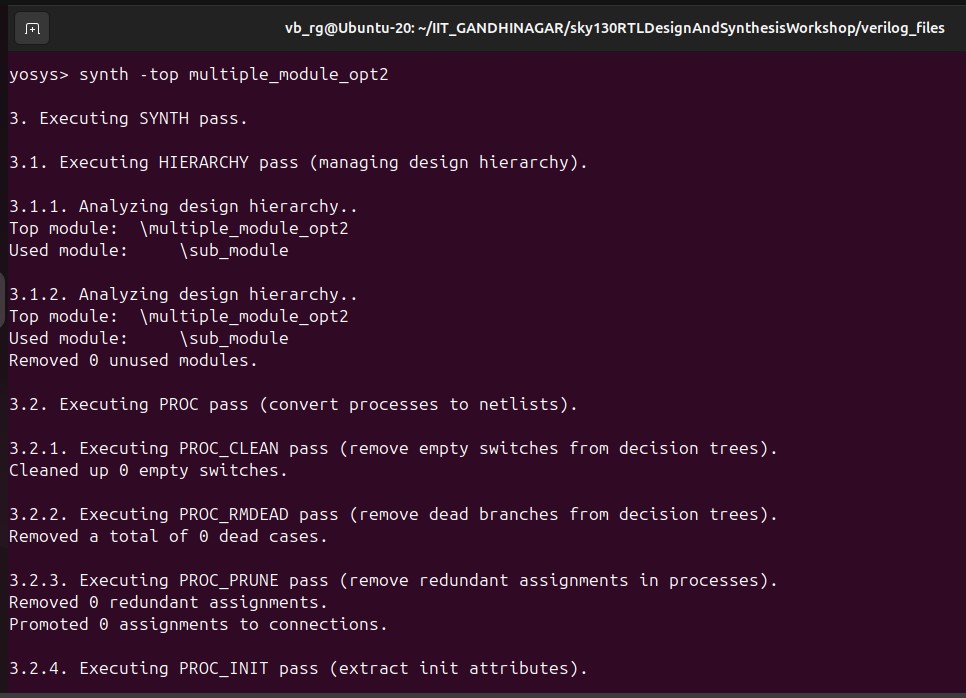 vb_rg@Ubuntu-20: ~/IIT_GANDHINAGAR/sky130RTLDesignAndSynthesisWorkshop/verilog_files
yosys> synth -top multiple_module_opt2
3. Executing SYNTH pass.
3.1. Executing HIERARCHY pass (managing design hierarchy).
3.1.1. Analyzing design hierarchy..
Top module:  \multiple_module_opt2
Used module:     \sub_module
3.1.2. Analyzing design hierarchy..
Top module:  \multiple_module_opt2
Used module:     \sub_module
Removed 0 unused modules.
3.2. Executing PROC pass (convert processes to netlists).
3.2.1. Executing PROC_CLEAN pass (remove empty switches from decision trees).
Cleaned up 0 empty switches.
3.2.2. Executing PROC_RMDEAD pass (remove dead branches from decision trees).
Removed a total of 0 dead cases.
3.2.3. Executing PROC_PRUNE pass (remove redundant assignments in processes).
Removed 0 redundant assignments.
Promoted 0 assignments to connections.
3.2.4. Executing PROC_INIT pass (extract init attributes).